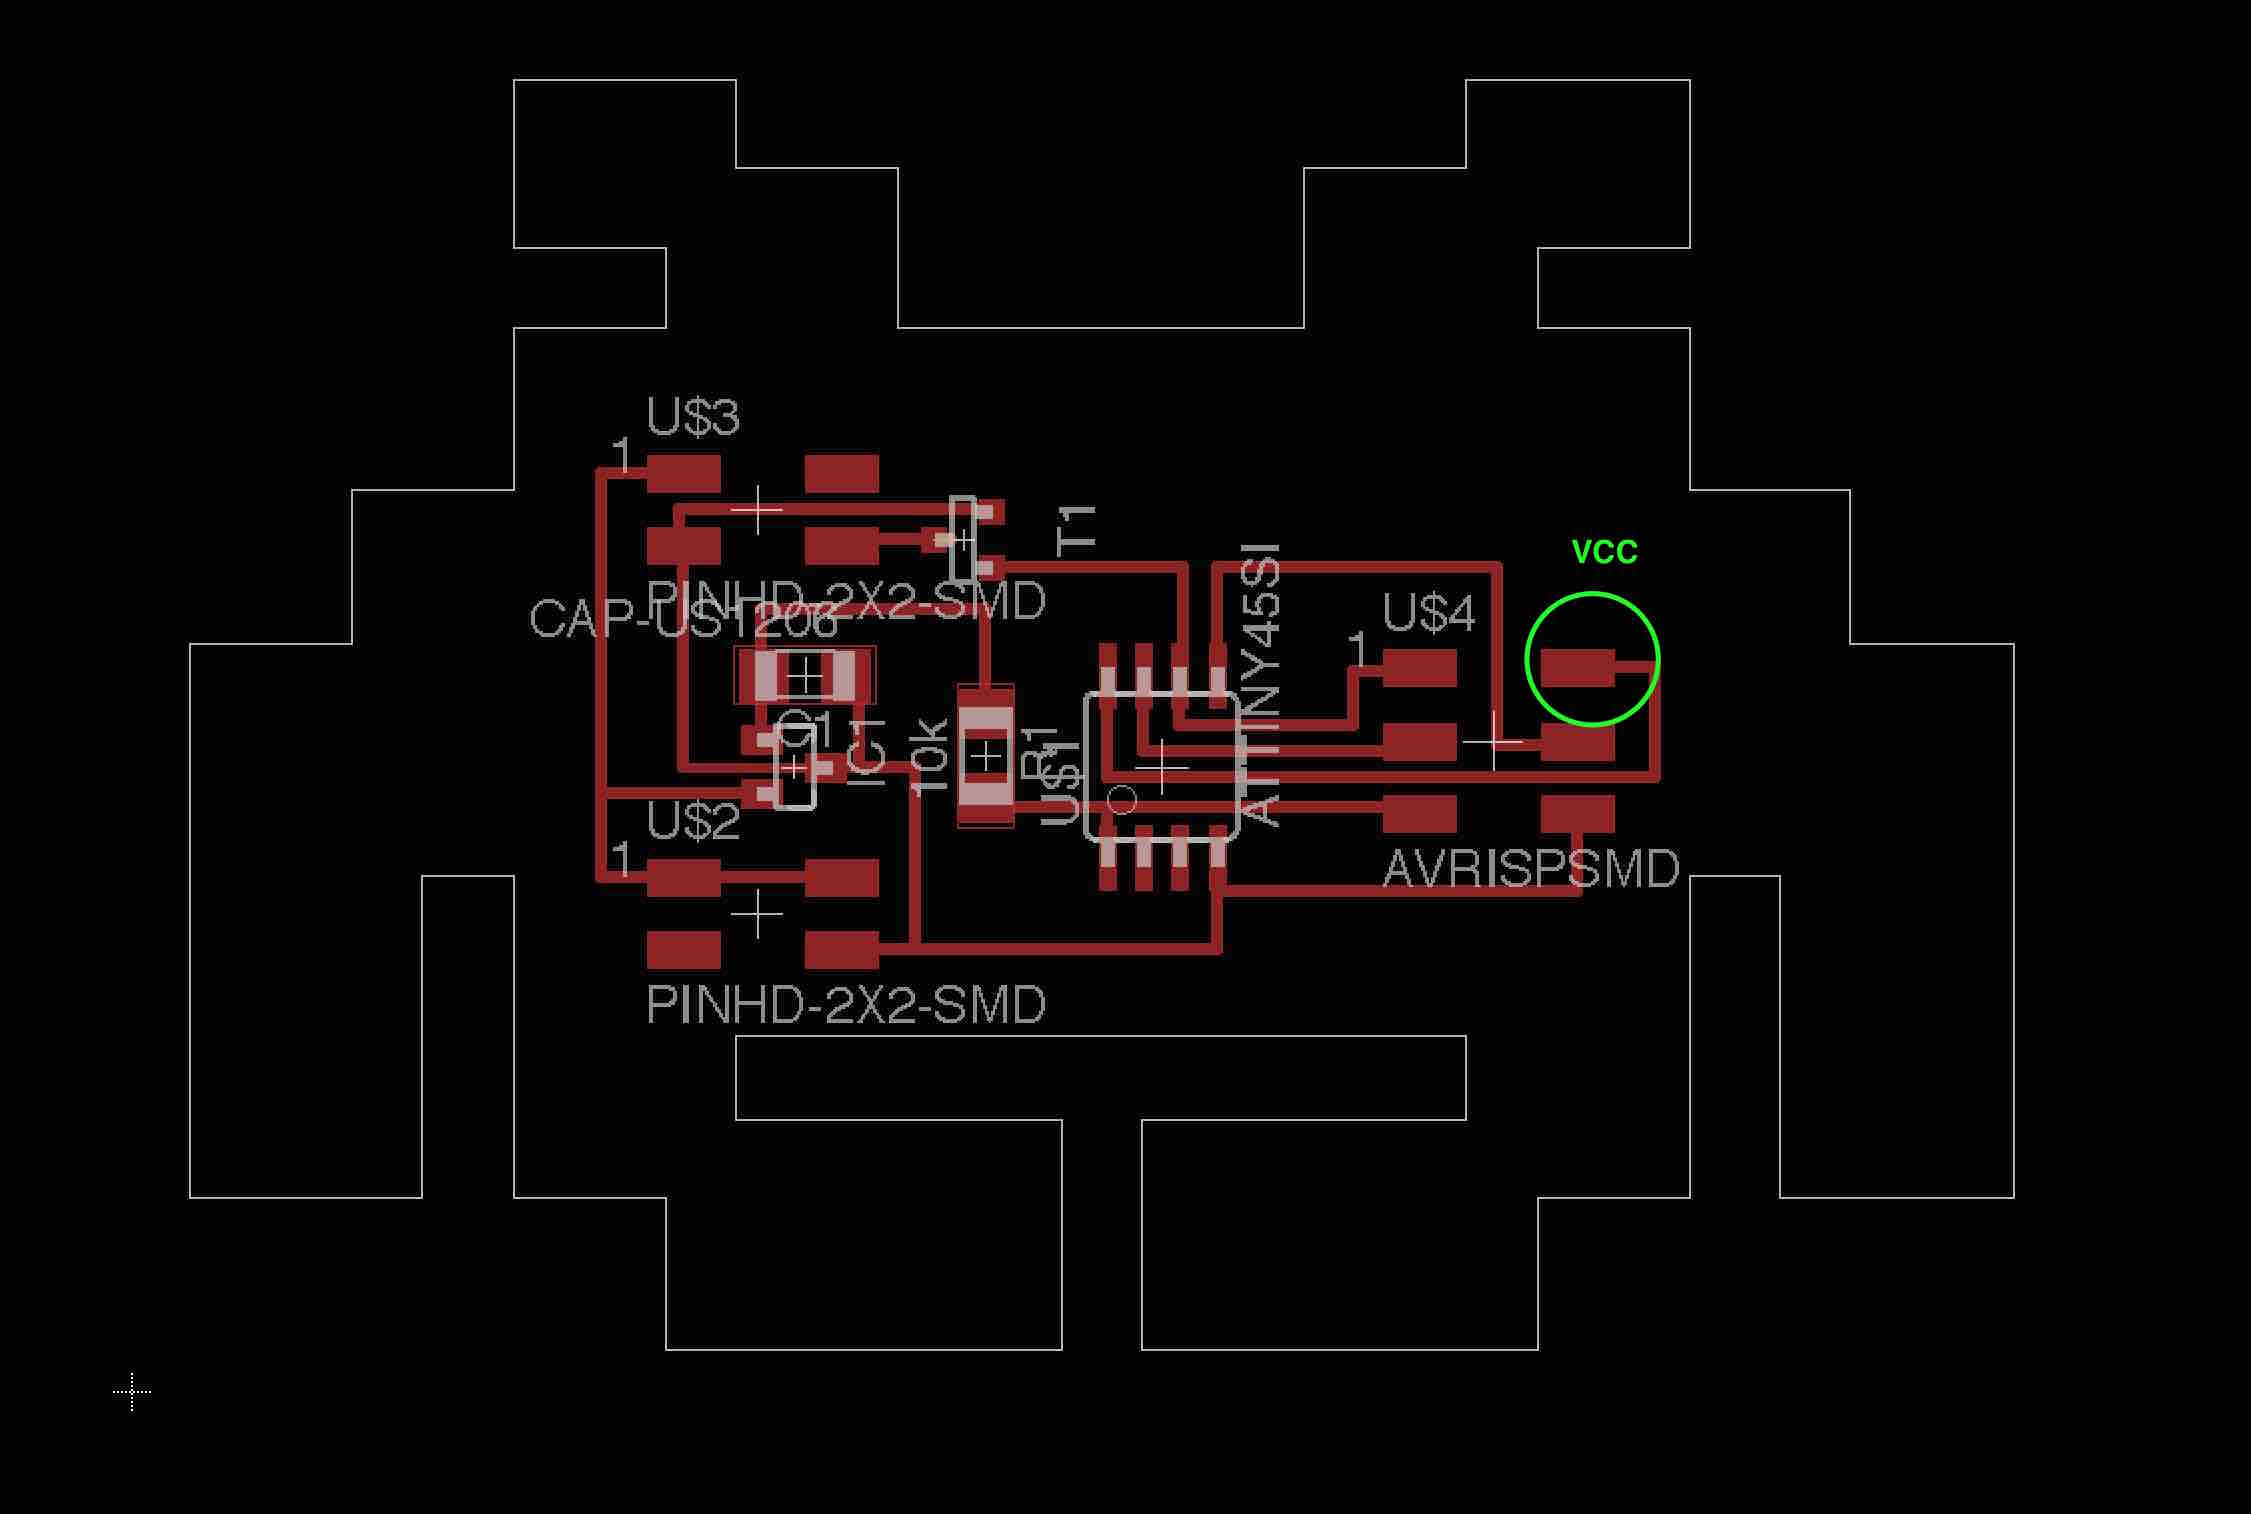 U$3
1
T1
PINHD-2X2-SMD
CAP-US1206
VCC
U$4
1
ATTINY45SI
C1
IC1
10k
R1
U$1
U$2
1
AVRISPSMD
PINHD-2X2-SMD